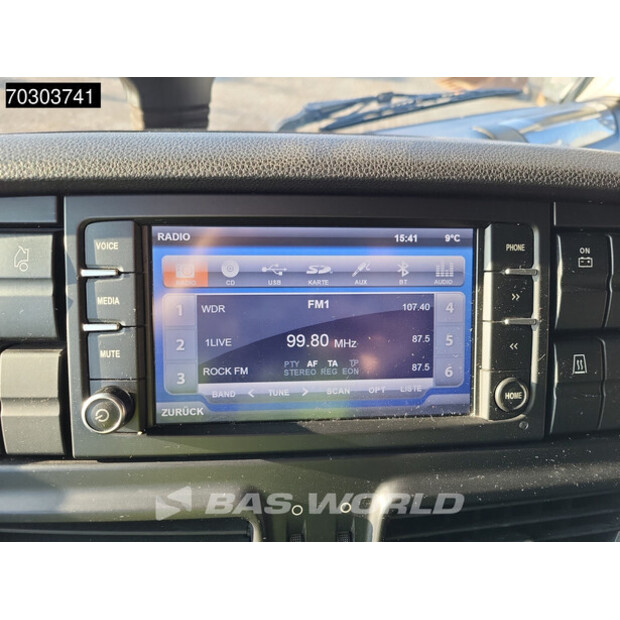 70303741
RADIO 15:41 9°C
VOICE
PHONE
ON
RADIO CD USB KARTE AUX BT AUDIO
MEDIA
>>
1 WDR FM1 107.40 4
2 1LIVE 99.80 MHz 87.5 5
MUTE
<<
3 ROCK FM PTY AF TA TP 87.5 6
STEREO REG EON
BAND < TUNE > SCAN OPT LISTE
HOME
ZURÜCK
BAS WORLD